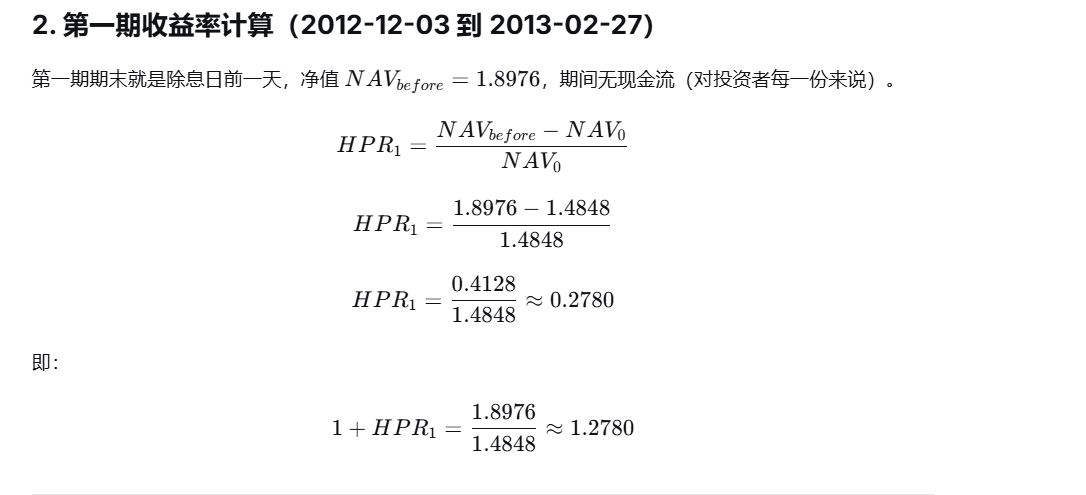 2. 第一期收益率计算（2012-12-03 到 2013-02-27）
第一期期末就是除息日前一天，净值 NAV_{before} = 1.8976，期间无现金流（对投资者每一份来说）。
HPR_1 = \frac{NAV_{before} - NAV_0}{NAV_0}
HPR_1 = \frac{1.8976 - 1.4848}{1.4848}
HPR_1 = \frac{0.4128}{1.4848} ≈ 0.2780
即：
1 + HPR_1 = \frac{1.8976}{1.4848} ≈ 1.2780